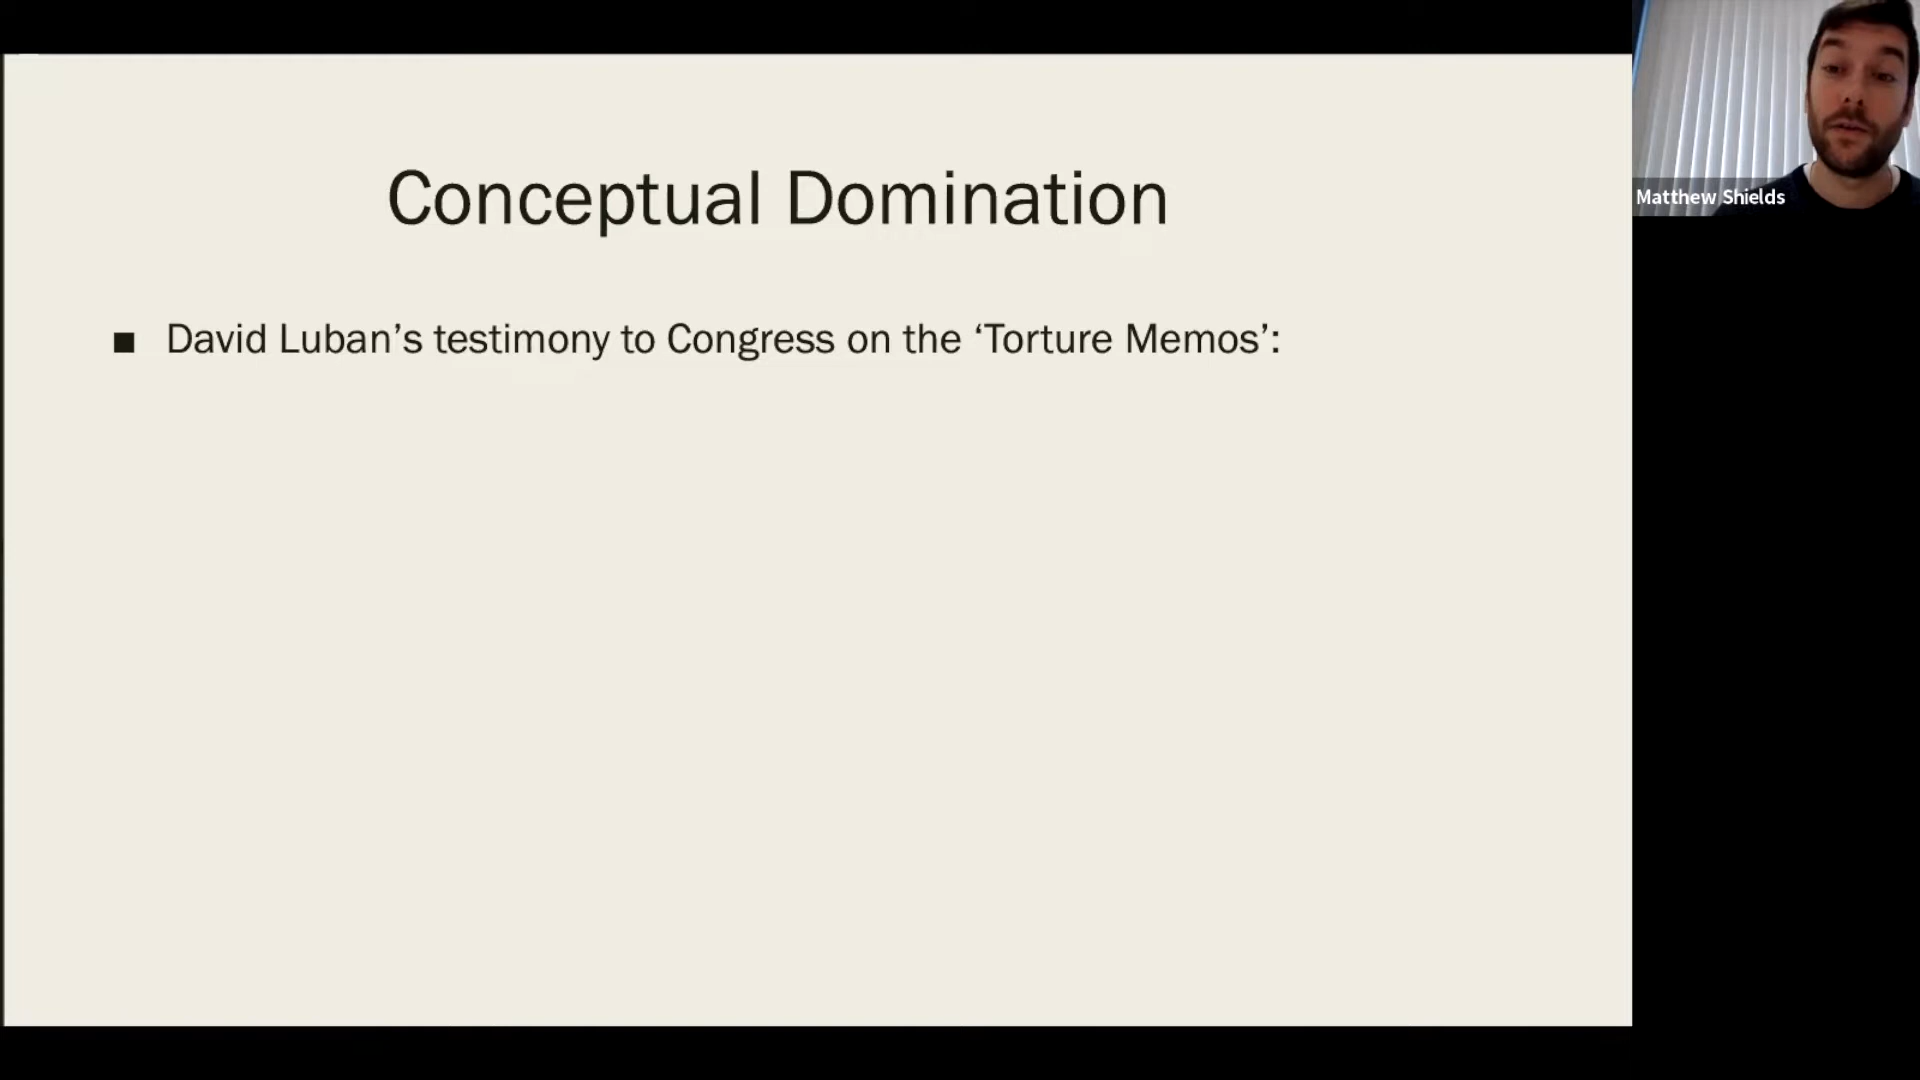 Conceptual Domination
■ David Luban’s testimony to Congress on the ‘Torture Memos’:
Matthew Shields